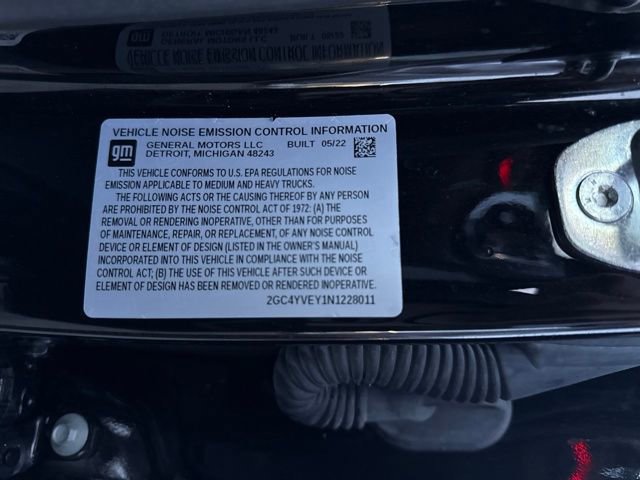 VEHICLE NOISE EMISSION CONTROL INFORMATION
gm GENERAL MOTORS LLC BUILT 05/22
DETROIT, MICHIGAN 48243
THIS VEHICLE CONFORMS TO U.S. EPA REGULATIONS FOR NOISE
EMISSION APPLICABLE TO MEDIUM AND HEAVY TRUCKS.
THE FOLLOWING ACTS OR THE CAUSING THEREOF BY ANY PERSON
ARE PROHIBITED BY THE NOISE CONTROL ACT OF 1972: (A) THE
REMOVAL OR RENDERING INOPERATIVE, OTHER THAN FOR PURPOSES
OF MAINTENANCE, REPAIR, OR REPLACEMENT, OF ANY NOISE CONTROL
DEVICE OR ELEMENT OF DESIGN (LISTED IN THE OWNER'S MANUAL)
INCORPORATED INTO THIS VEHICLE IN COMPLIANCE WITH THE NOISE
CONTROL ACT; (B) THE USE OF THIS VEHICLE AFTER SUCH DEVICE OR
ELEMENT OF DESIGN HAS BEEN REMOVED OR RENDERED INOPERATIVE.
2GC4YVEY1N1228011